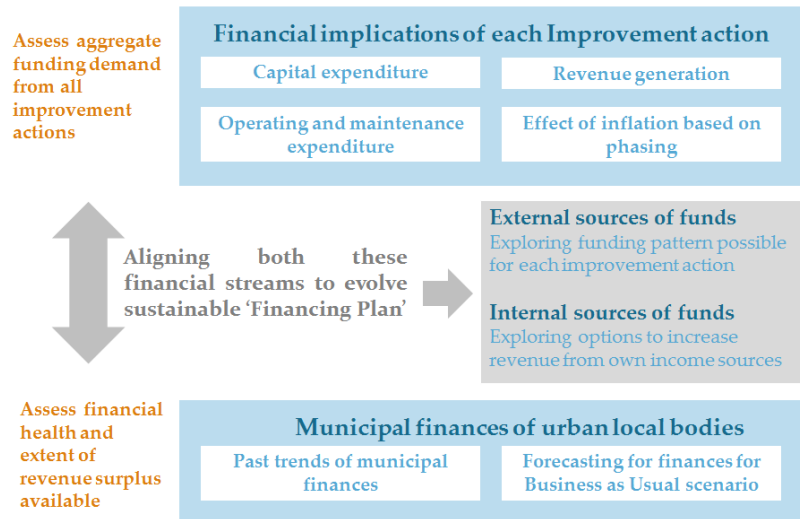 Assess aggregate
funding demand
from all
improvement
actions
Financial implications of each Improvement action
Capital expenditure
Revenue generation
Operating and maintenance
expenditure
Effect of inflation based on
phasing
Aligning both these
financial streams to evolve
sustainable ‘Financing Plan’
External sources of funds
Exploring funding pattern possible
for each improvement action
Internal sources of funds
Exploring options to increase
revenue from own income sources
Assess financial
health and
extent of
revenue surplus
available
Municipal finances of urban local bodies
Past trends of municipal
finances
Forecasting for finances for
Business as Usual scenario